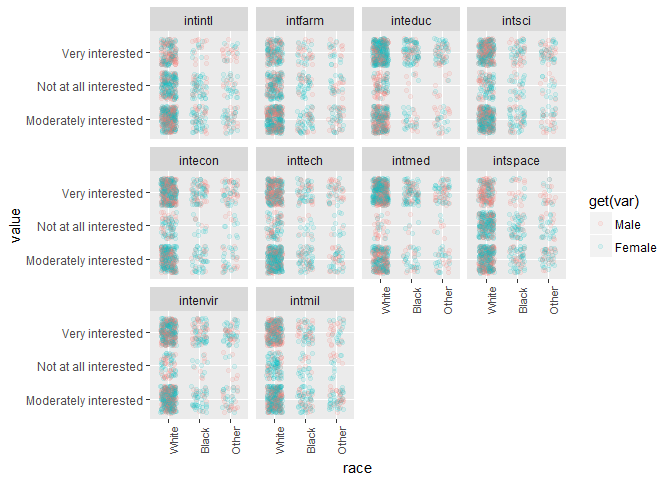 intintl intfarm inteduc intsci
Very interested
Not at all interested
Moderately interested
intecon inttech intmed intspace
Very interested
Not at all interested
Moderately interested
White Black Other White Black Other
intenvir intmil
Very interested
Not at all interested
Moderately interested
White Black Other White Black Other
race
value
get(var)
Male
Female